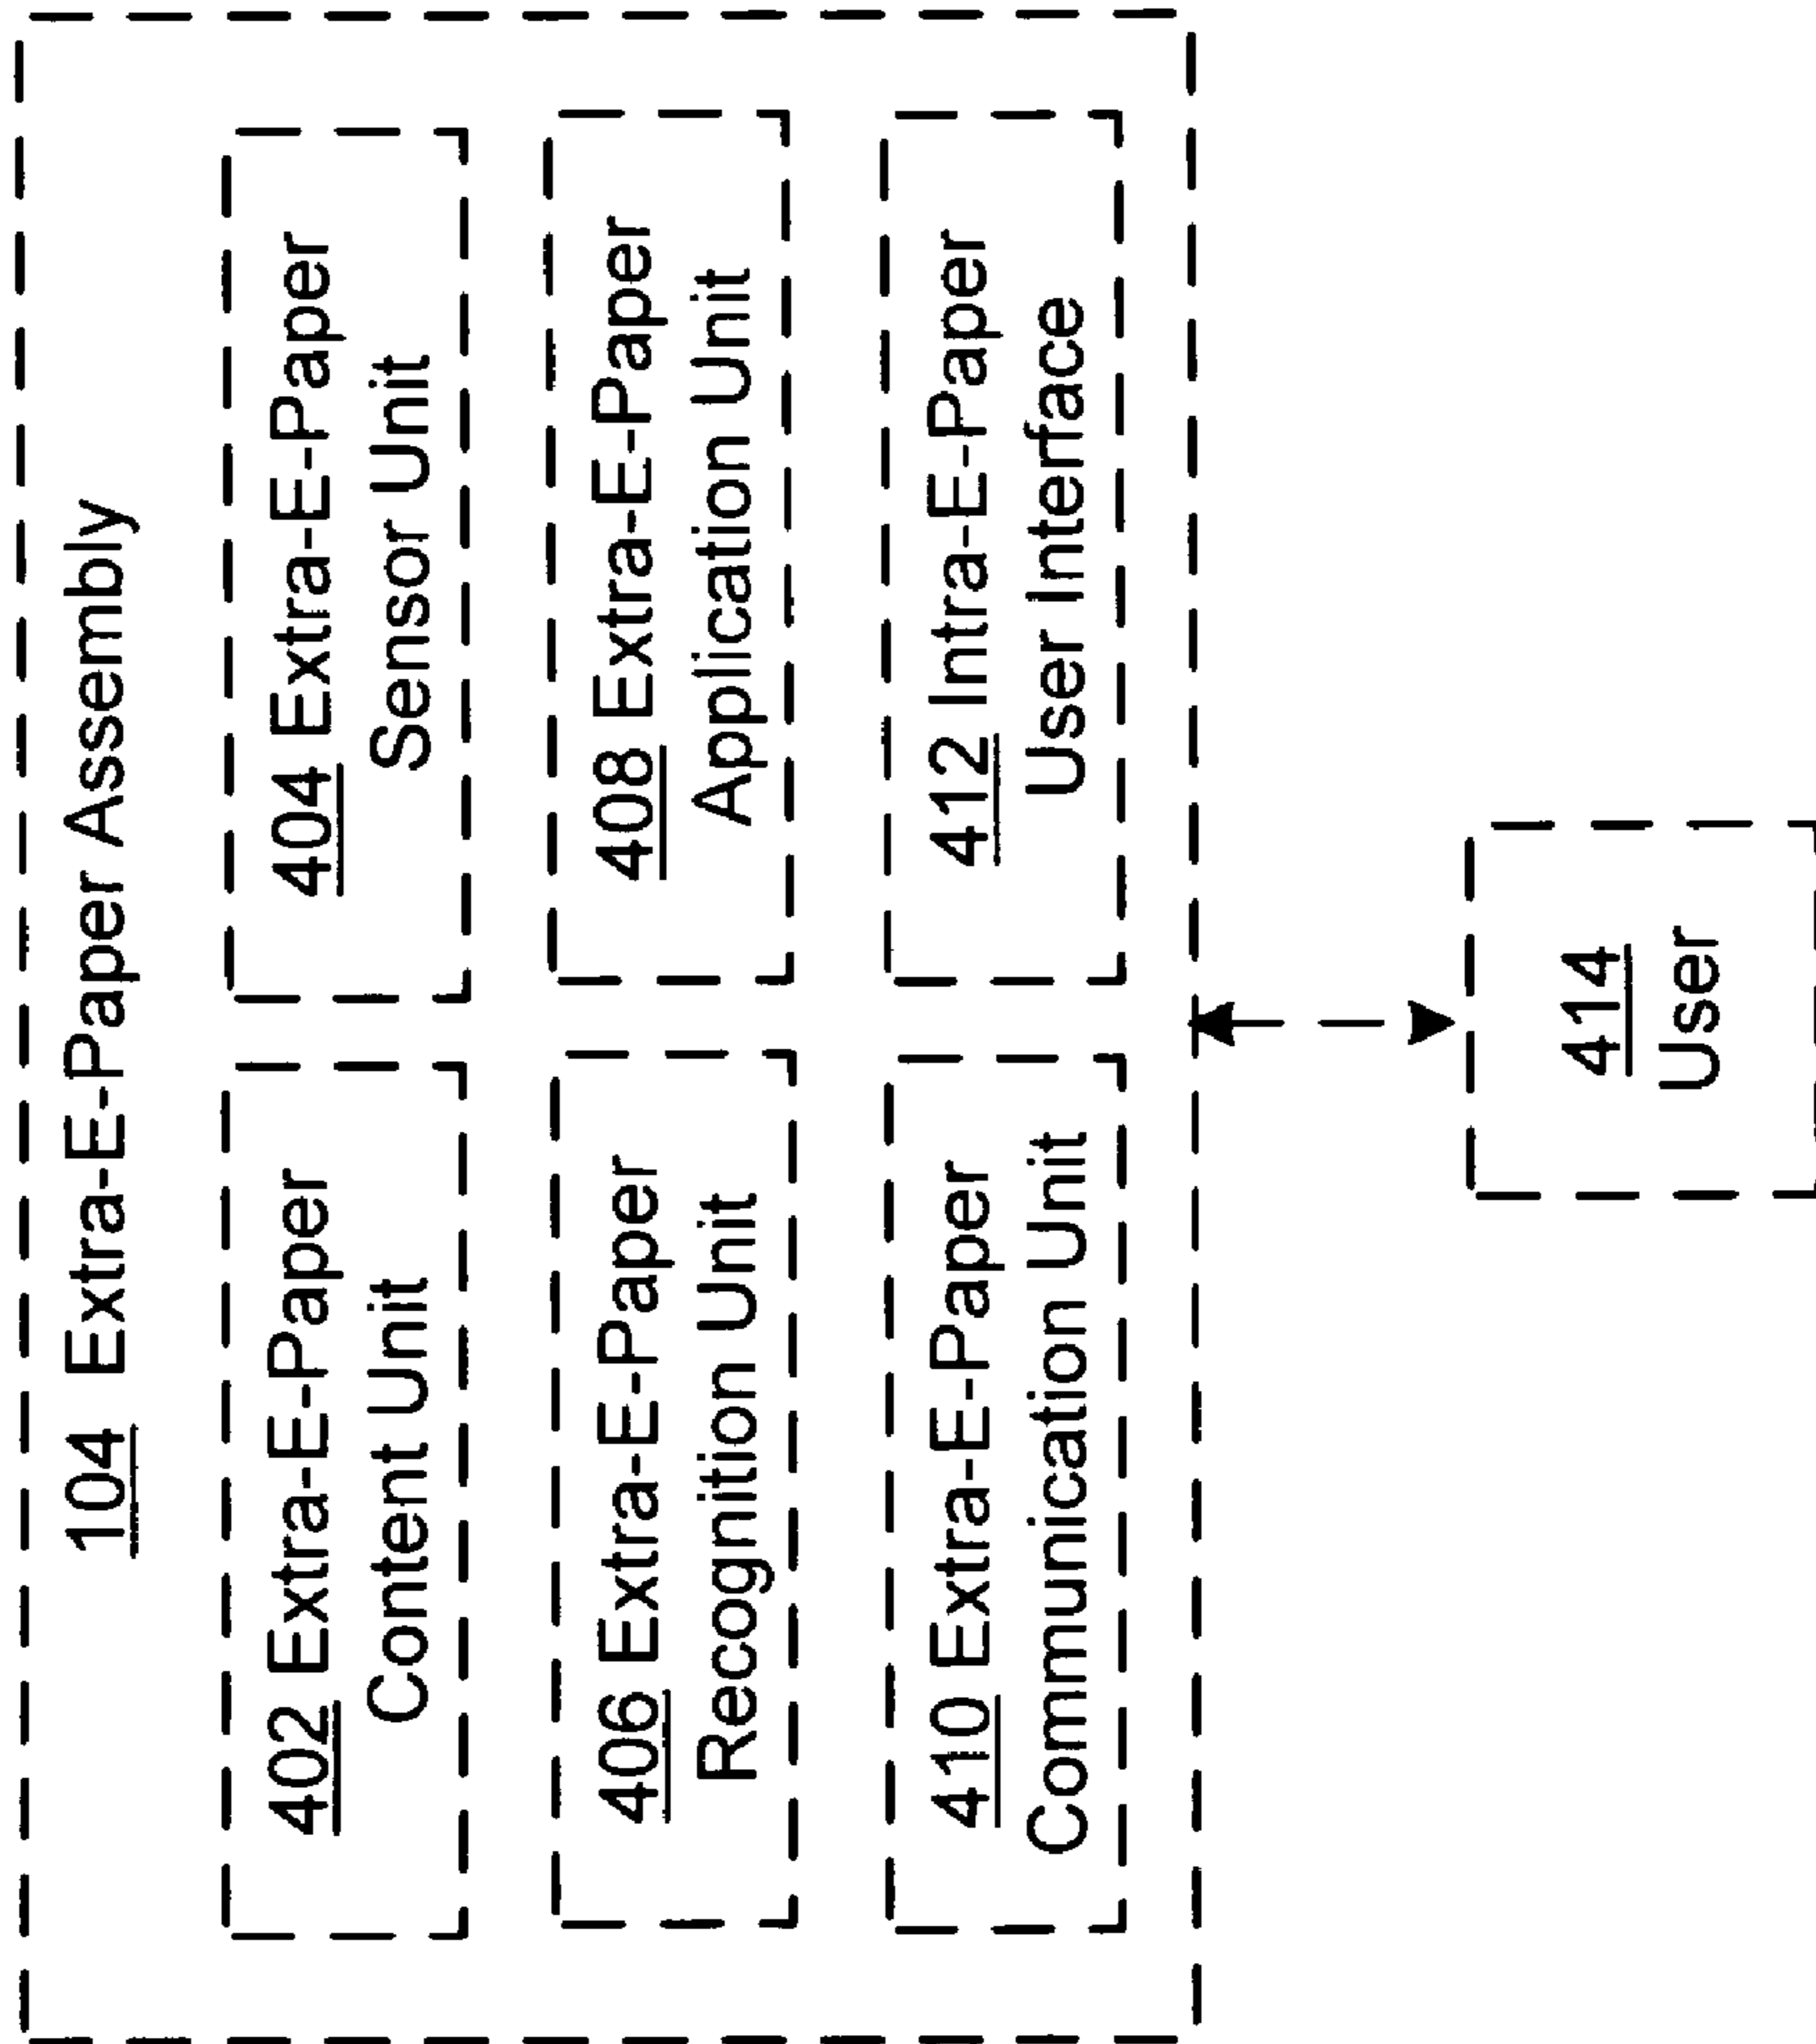 104 Extra-E-Paper Assembly
402 Extra-E-Paper
Content Unit
404 Extra-E-Paper
Sensor Unit
406 Extra-E-Paper
Recognition Unit
408 Extra-E-Paper
Application Unit
410 Extra-E-Paper
Communication Unit
412 Intra-E-Paper
User Interface
414
User